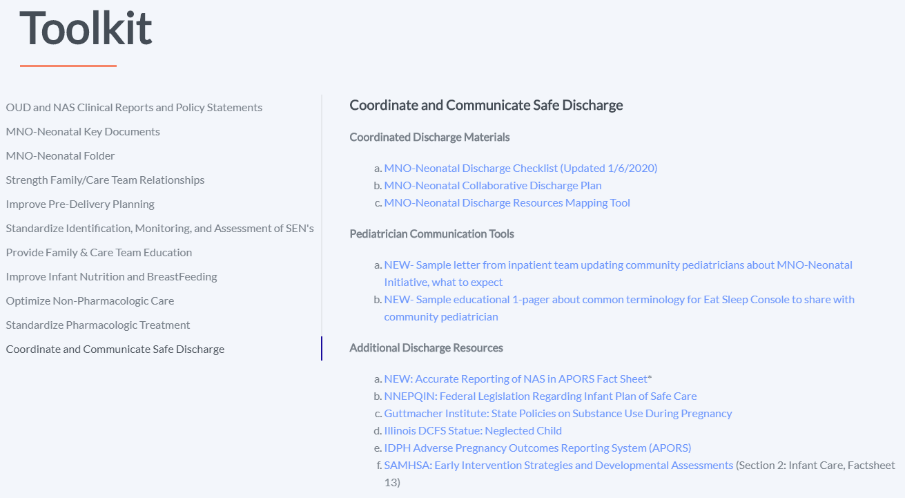 Toolkit
OUD and NAS Clinical Reports and Policy Statements
MNO-Neonatal Key Documents
MNO-Neonatal Folder
Strength Family/Care Team Relationships
Improve Pre-Delivery Planning
Standardize Identification, Monitoring, and Assessment of SEN's
Provide Family & Care Team Education
Improve Infant Nutrition and BreastFeeding
Optimize Non-Pharmacologic Care
Standardize Pharmacologic Treatment
Coordinate and Communicate Safe Discharge
Coordinate and Communicate Safe Discharge
Coordinated Discharge Materials
a. MNO-Neonatal Discharge Checklist (Updated 1/6/2020)
b. MNO-Neonatal Collaborative Discharge Plan
c. MNO-Neonatal Discharge Resources Mapping Tool
Pediatrician Communication Tools
a. NEW- Sample letter from inpatient team updating community pediatricians about MNO-Neonatal
Initiative, what to expect
b. NEW- Sample educational 1-pager about common terminology for Eat Sleep Console to share with
community pediatrician
Additional Discharge Resources
a. NEW: Accurate Reporting of NAS in APORS Fact Sheet*
b. NNEPQIN: Federal Legislation Regarding Infant Plan of Safe Care
c. Guttmacher Institute: State Policies on Substance Use During Pregnancy
d. Illinois DCFS Statue: Neglected Child
e. IDPH Adverse Pregnancy Outcomes Reporting System (APORS)
f. SAMHSA: Early Intervention Strategies and Developmental Assessments (Section 2: Infant Care, Factsheet
13)